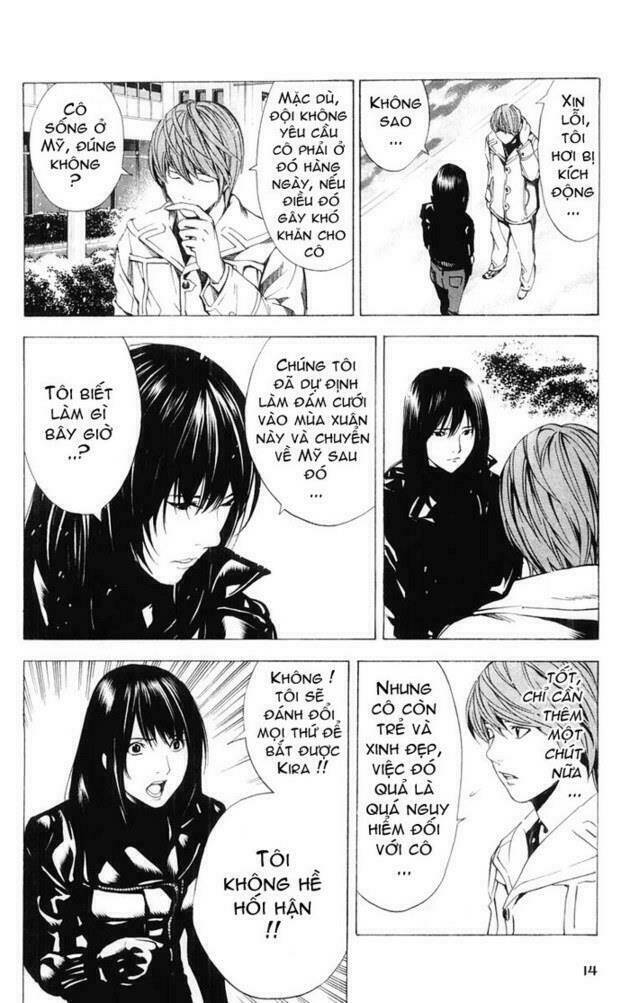 XIN
LỖI,
TÔI
HƠI BỊ
KÍCH
ĐỘNG
...
KHÔNG
SAO
...
MẶC DÙ,
ĐỘI KHÔNG
YÊU CẦU
CÔ PHẢI Ở
ĐÓ HÀNG
NGÀY, NẾU
ĐIỀU ĐÓ
GÂY KHÓ
KHĂN CHO
CÔ
CÔ
SỐNG Ở
MỸ, ĐÚNG
KHÔNG
?
CHÚNG TÔI
ĐÃ DỰ ĐỊNH
LÀM ĐÁM CƯỚI
VÀO MÙA XUÂN
NÀY VÀ CHUYỂN
VỀ MỸ SAU
ĐÓ
...
TÔI BIẾT
LÀM GÌ
BÂY GIỜ
..?
TỐT,
CHỈ CẦN
THÊM
MỘT
CHÚT
NỮA
...
NHƯNG
CÔ CÒN
TRẺ VÀ
XINH ĐẸP,
VIỆC ĐÓ
QUẢ LÀ
QUÁ NGUY
HIỂM ĐỐI
VỚI CÔ
...
KHÔNG !
TÔI SẼ
ĐÁNH ĐỔI
MỌI THỨ ĐỂ
BẮT ĐƯỢC
KIRA !!
TÔI
KHÔNG HỀ
HỐI HẬN
!!
14